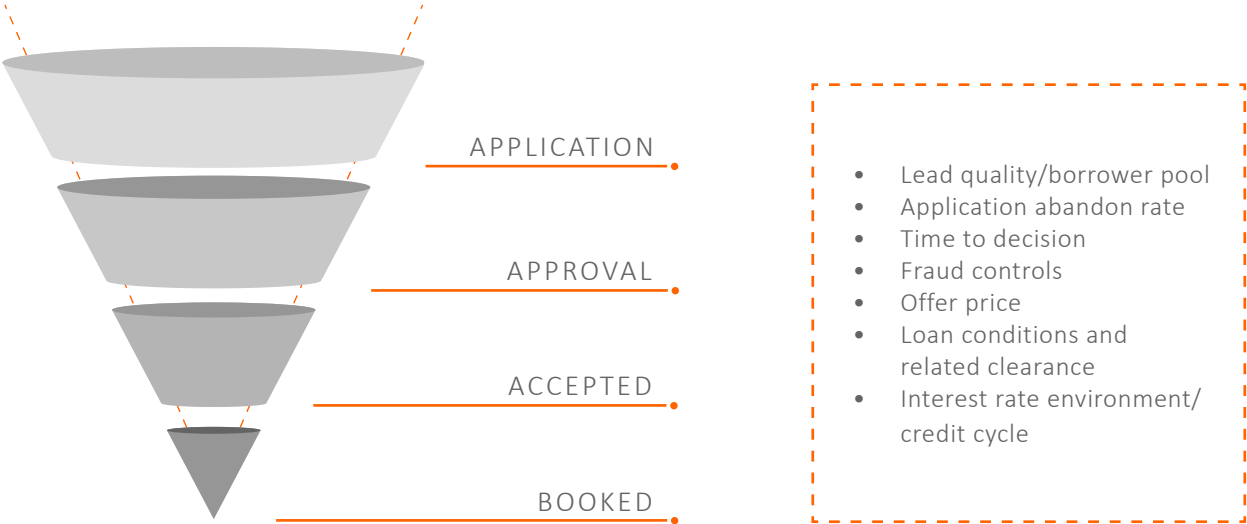 APPLICATION
APPROVAL
ACCEPTED
BOOKED
• Lead quality/borrower pool
• Application abandon rate
• Time to decision
• Fraud controls
• Offer price
• Loan conditions and
related clearance
• Interest rate environment/
credit cycle